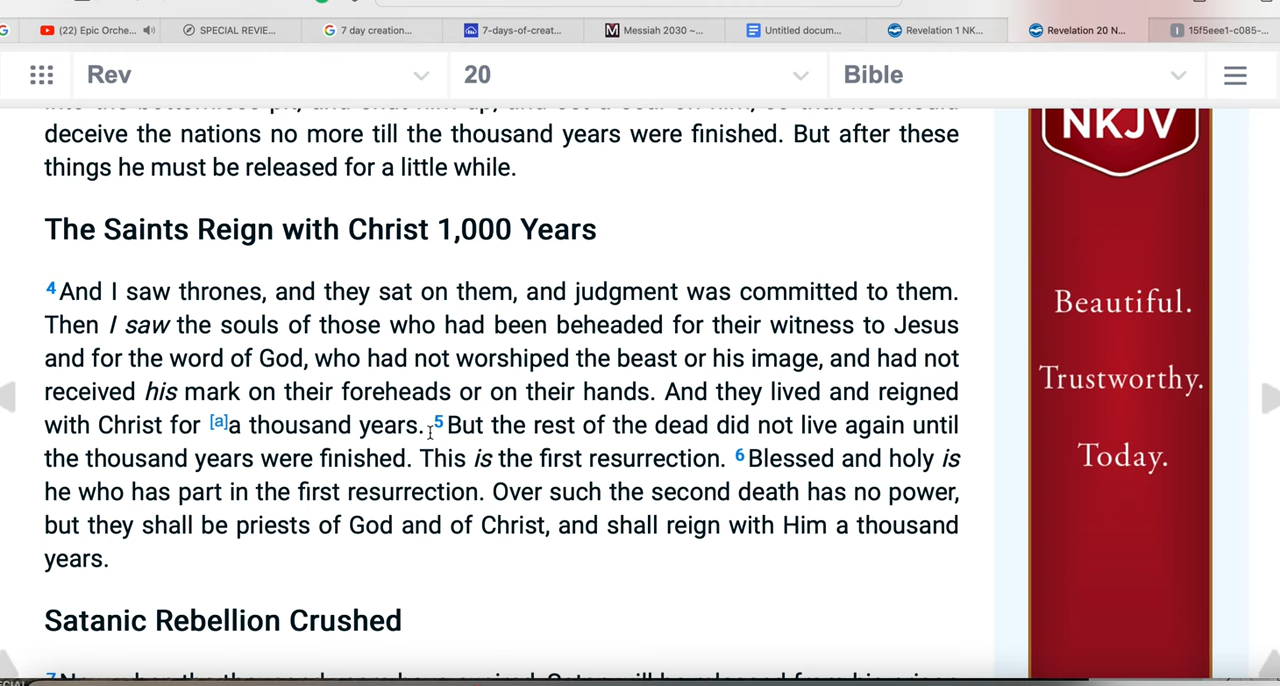 (22) Epic Orche... SPECIAL REVIE... 7 day creation... 7-days-of-creat... Messiah 2030 ~... Untitled docum... Revelation 1 NK... Revelation 20 N... 15f5eee1-c085-...
Rev 20 Bible
deceive the nations no more till the thousand years were finished. But after these
things he must be released for a little while.
The Saints Reign with Christ 1,000 Years
4 And I saw thrones, and they sat on them, and judgment was committed to them.
Then I saw the souls of those who had been beheaded for their witness to Jesus
and for the word of God, who had not worshiped the beast or his image, and had not
received his mark on their foreheads or on their hands. And they lived and reigned
with Christ for [a]a thousand years. 5 But the rest of the dead did not live again until
the thousand years were finished. This is the first resurrection. 6 Blessed and holy is
he who has part in the first resurrection. Over such the second death has no power,
but they shall be priests of God and of Christ, and shall reign with Him a thousand
years.
Satanic Rebellion Crushed
NKJV
Beautiful.
Trustworthy.
Today.